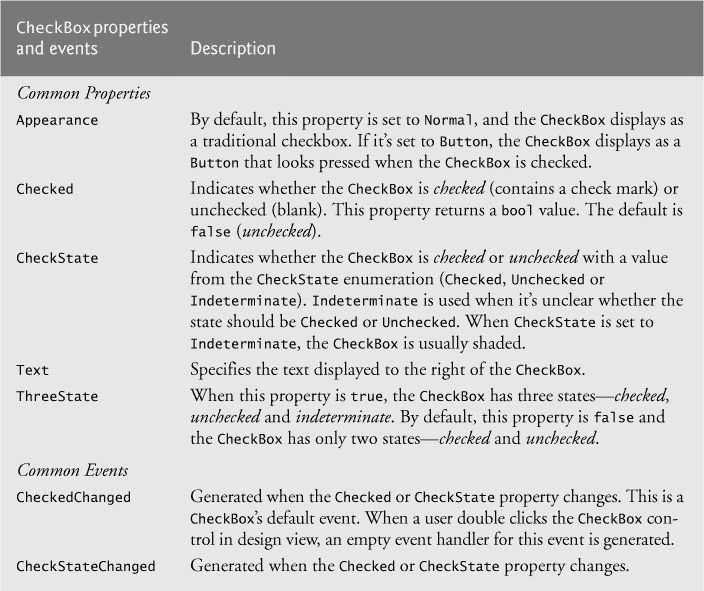 CheckBox properties
and events
Description
Common Properties
Appearance
By default, this property is set to Normal, and the CheckBox displays as
a traditional checkbox. If it’s set to Button, the CheckBox displays as a
Button that looks pressed when the CheckBox is checked.
Checked
Indicates whether the CheckBox is checked (contains a check mark) or
unchecked (blank). This property returns a bool value. The default is
false (unchecked).
CheckState
Indicates whether the CheckBox is checked or unchecked with a value
from the CheckState enumeration (Checked, Unchecked or
Indeterminate). Indeterminate is used when it’s unclear whether the
state should be Checked or Unchecked. When CheckState is set to
Indeterminate, the CheckBox is usually shaded.
Text
Specifies the text displayed to the right of the CheckBox.
ThreeState
When this property is true, the CheckBox has three states—checked,
unchecked and indeterminate. By default, this property is false and
the CheckBox has only two states—checked and unchecked.
Common Events
CheckedChanged
Generated when the Checked or CheckState property changes. This is a
CheckBox’s default event. When a user double clicks the CheckBox con-
trol in design view, an empty event handler for this event is generated.
CheckStateChanged
Generated when the Checked or CheckState property changes.